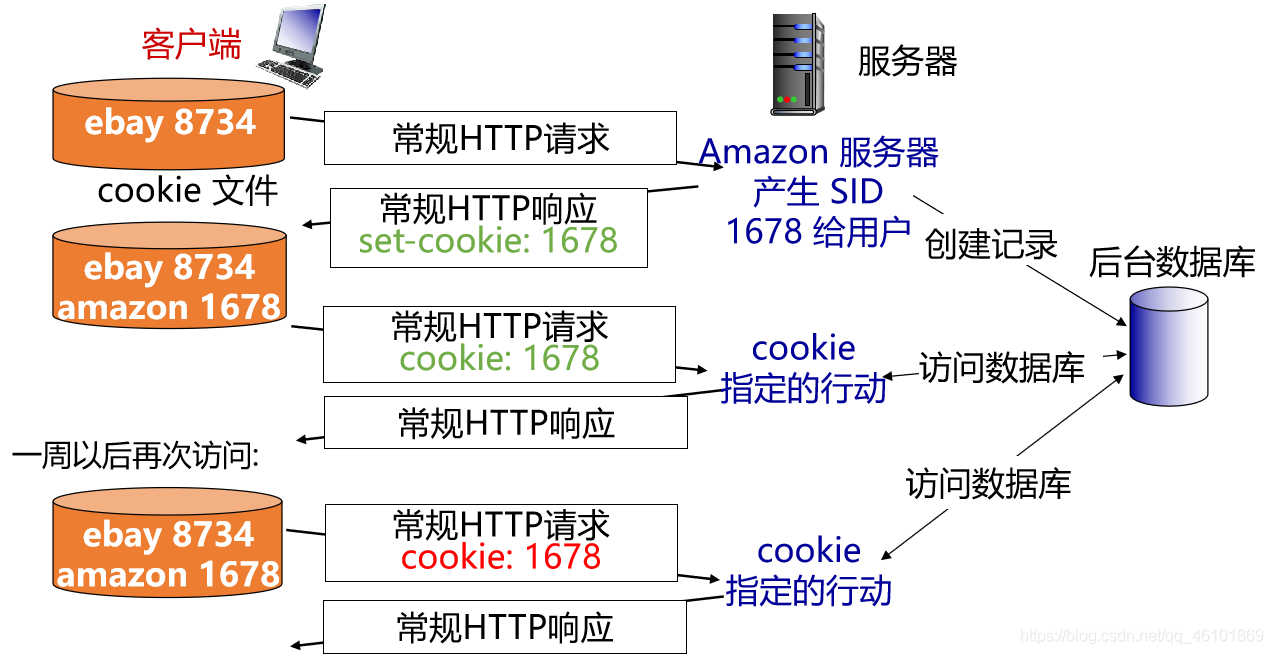 客户端
服务器
ebay 8734
常规HTTP请求
Amazon 服务器
产生 SID
1678 给用户
cookie 文件
常规HTTP响应
set-cookie: 1678
创建记录
后台数据库
ebay 8734
amazon 1678
常规HTTP请求
cookie: 1678
cookie
指定的行动
访问数据库
常规HTTP响应
一周以后再次访问:
访问数据库
ebay 8734
amazon 1678
常规HTTP请求
cookie: 1678
cookie
指定的行动
常规HTTP响应
https://blog.csdn.net/qq_46101869